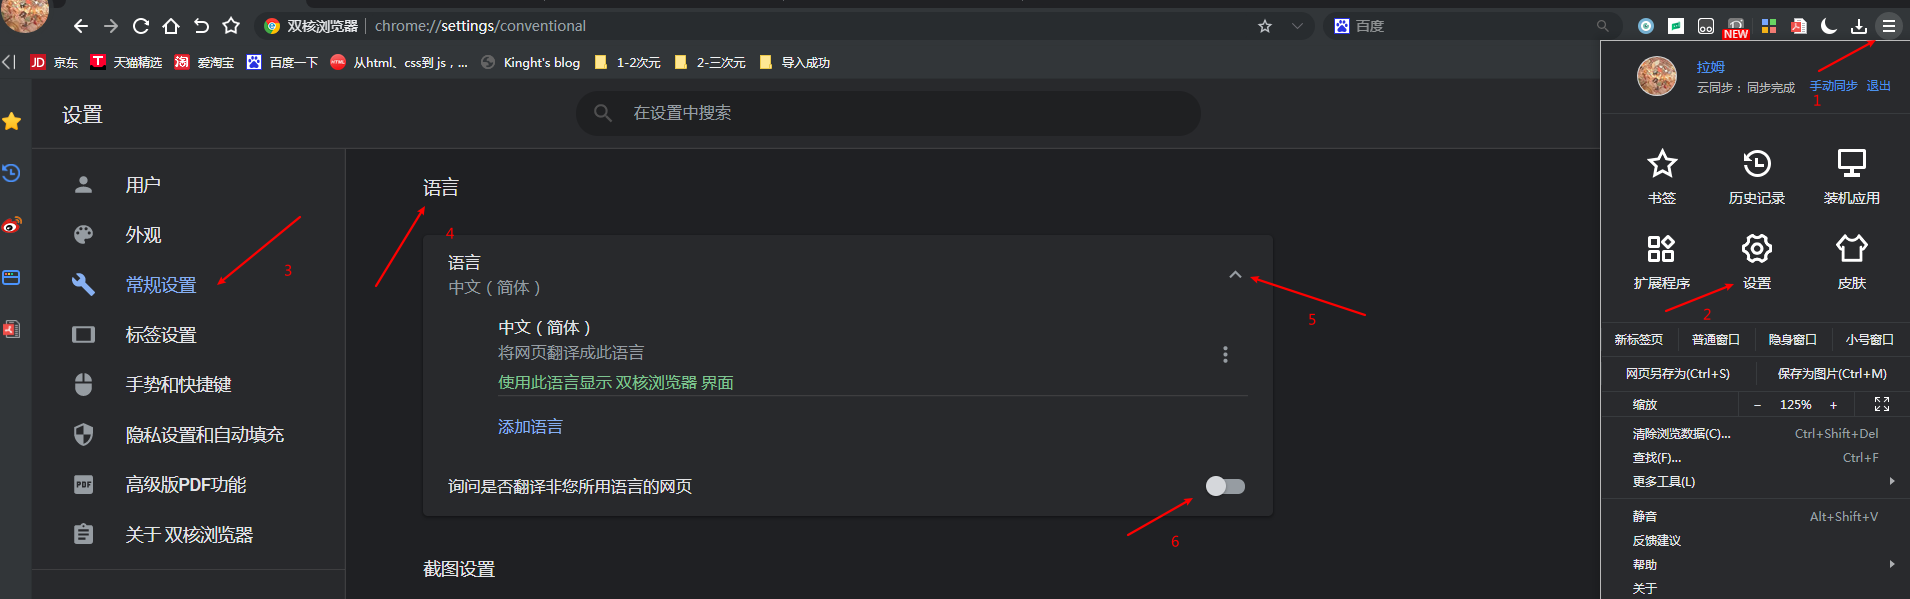 双核浏览器 | chrome://settings/conventional
百度
NEW
JD 京东
T 天猫精选
淘 爱淘宝
百度一下
HTML 从html、css到 js，...
Kinght's blog
1-2次元
2-三次元
导入成功
设置
在设置中搜索
用户
外观
常规设置
3
标签设置
手势和快捷键
隐私设置和自动填充
PDF 高级版PDF功能
关于 双核浏览器
语言
4
语言
中文（简体）
5
中文（简体）
将网页翻译成此语言
使用此语言显示 双核浏览器 界面
添加语言
询问是否翻译非您所用语言的网页
6
截图设置
拉姆
云同步： 同步完成 手动同步 退出
1
书签 历史记录 装机应用
扩展程序 设置 皮肤
2
新标签页 普通窗口 隐身窗口 小号窗口
网页另存为(Ctrl+S) 保存为图片(Ctrl+M)
缩放 − 125% +
清除浏览数据(C)... Ctrl+Shift+Del
查找(F)... Ctrl+F
更多工具(L)
静音 Alt+Shift+V
反馈建议
帮助
关于